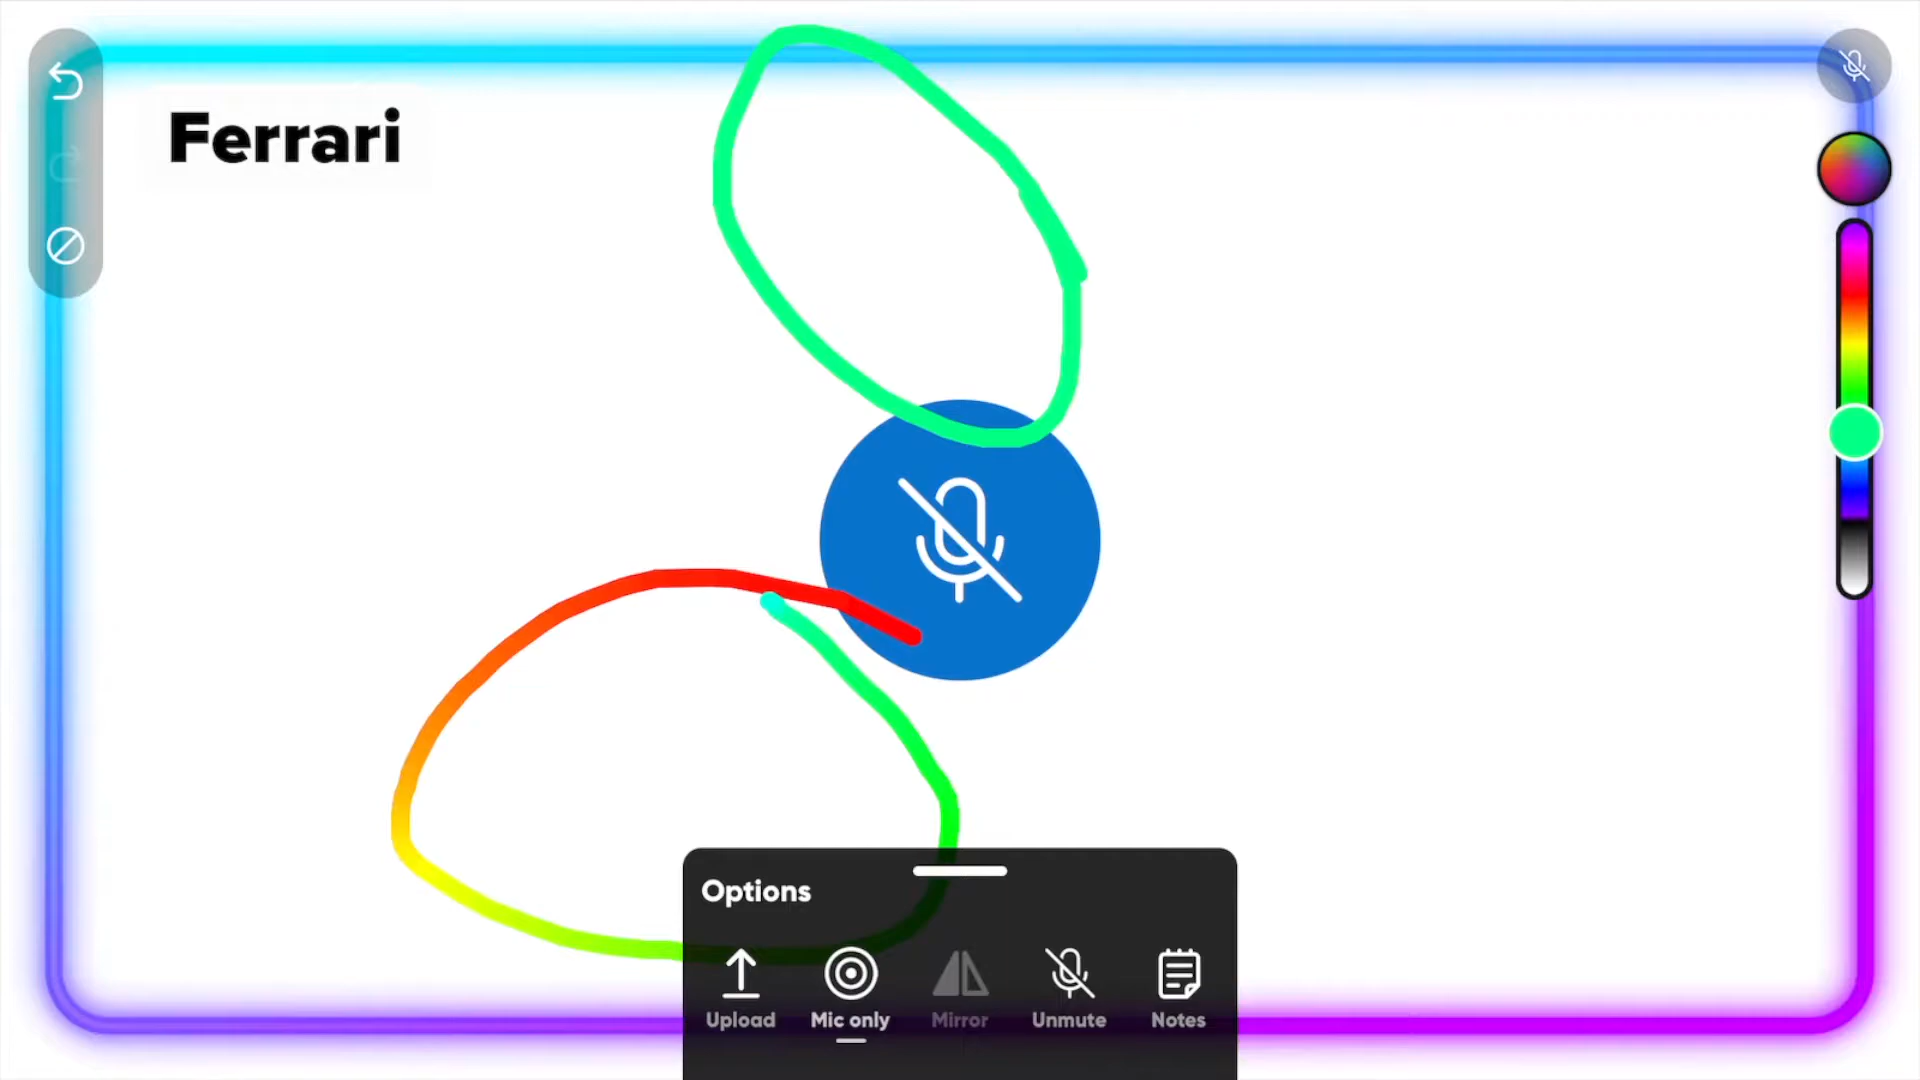 Ferrari
Options
Upload
Mic only
Mirror
Unmute
Notes